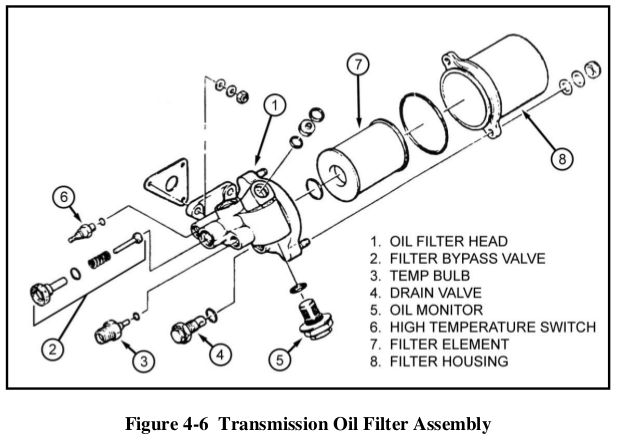 7
1
8
6
2
3
4
5
1. OIL FILTER HEAD
2. FILTER BYPASS VALVE
3. TEMP BULB
4. DRAIN VALVE
5. OIL MONITOR
6. HIGH TEMPERATURE SWITCH
7. FILTER ELEMENT
8. FILTER HOUSING
Figure 4-6 Transmission Oil Filter Assembly